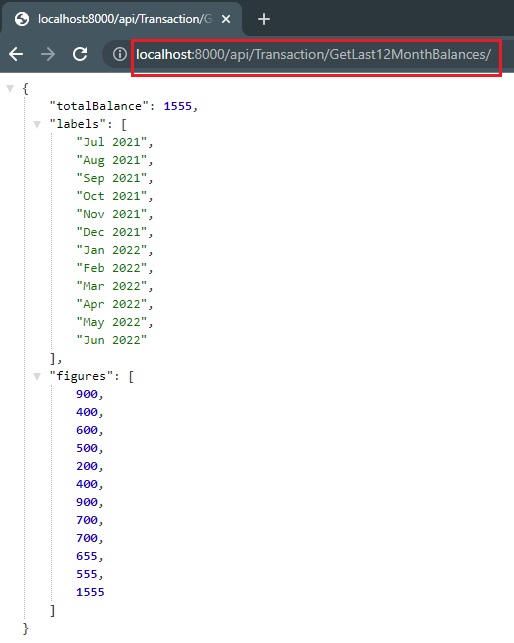 localhost:8000/api/Transaction/G
localhost:8000/api/Transaction/GetLast12MonthBalances/
{
"totalBalance": 1555,
"labels": [
"Jul 2021",
"Aug 2021",
"Sep 2021",
"Oct 2021",
"Nov 2021",
"Dec 2021",
"Jan 2022",
"Feb 2022",
"Mar 2022",
"Apr 2022",
"May 2022",
"Jun 2022"
],
"figures": [
900,
400,
600,
500,
200,
400,
900,
700,
700,
655,
555,
1555
]
}